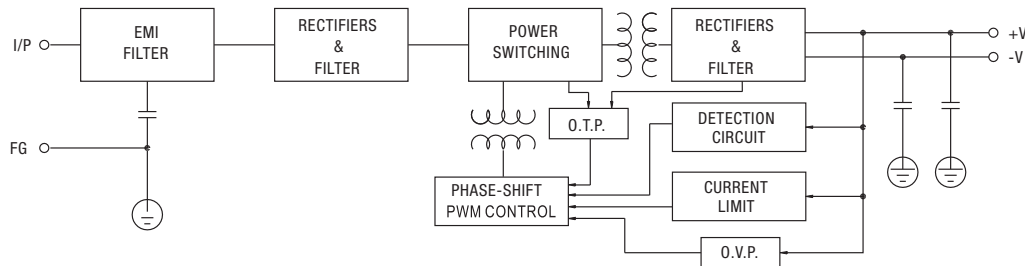 I/P
EMI
FILTER
RECTIFIERS
&
FILTER
POWER
SWITCHING
RECTIFIERS
&
FILTER
+V
-V
O.T.P.
DETECTION
CIRCUIT
FG
PHASE-SHIFT
PWM CONTROL
CURRENT
LIMIT
O.V.P.